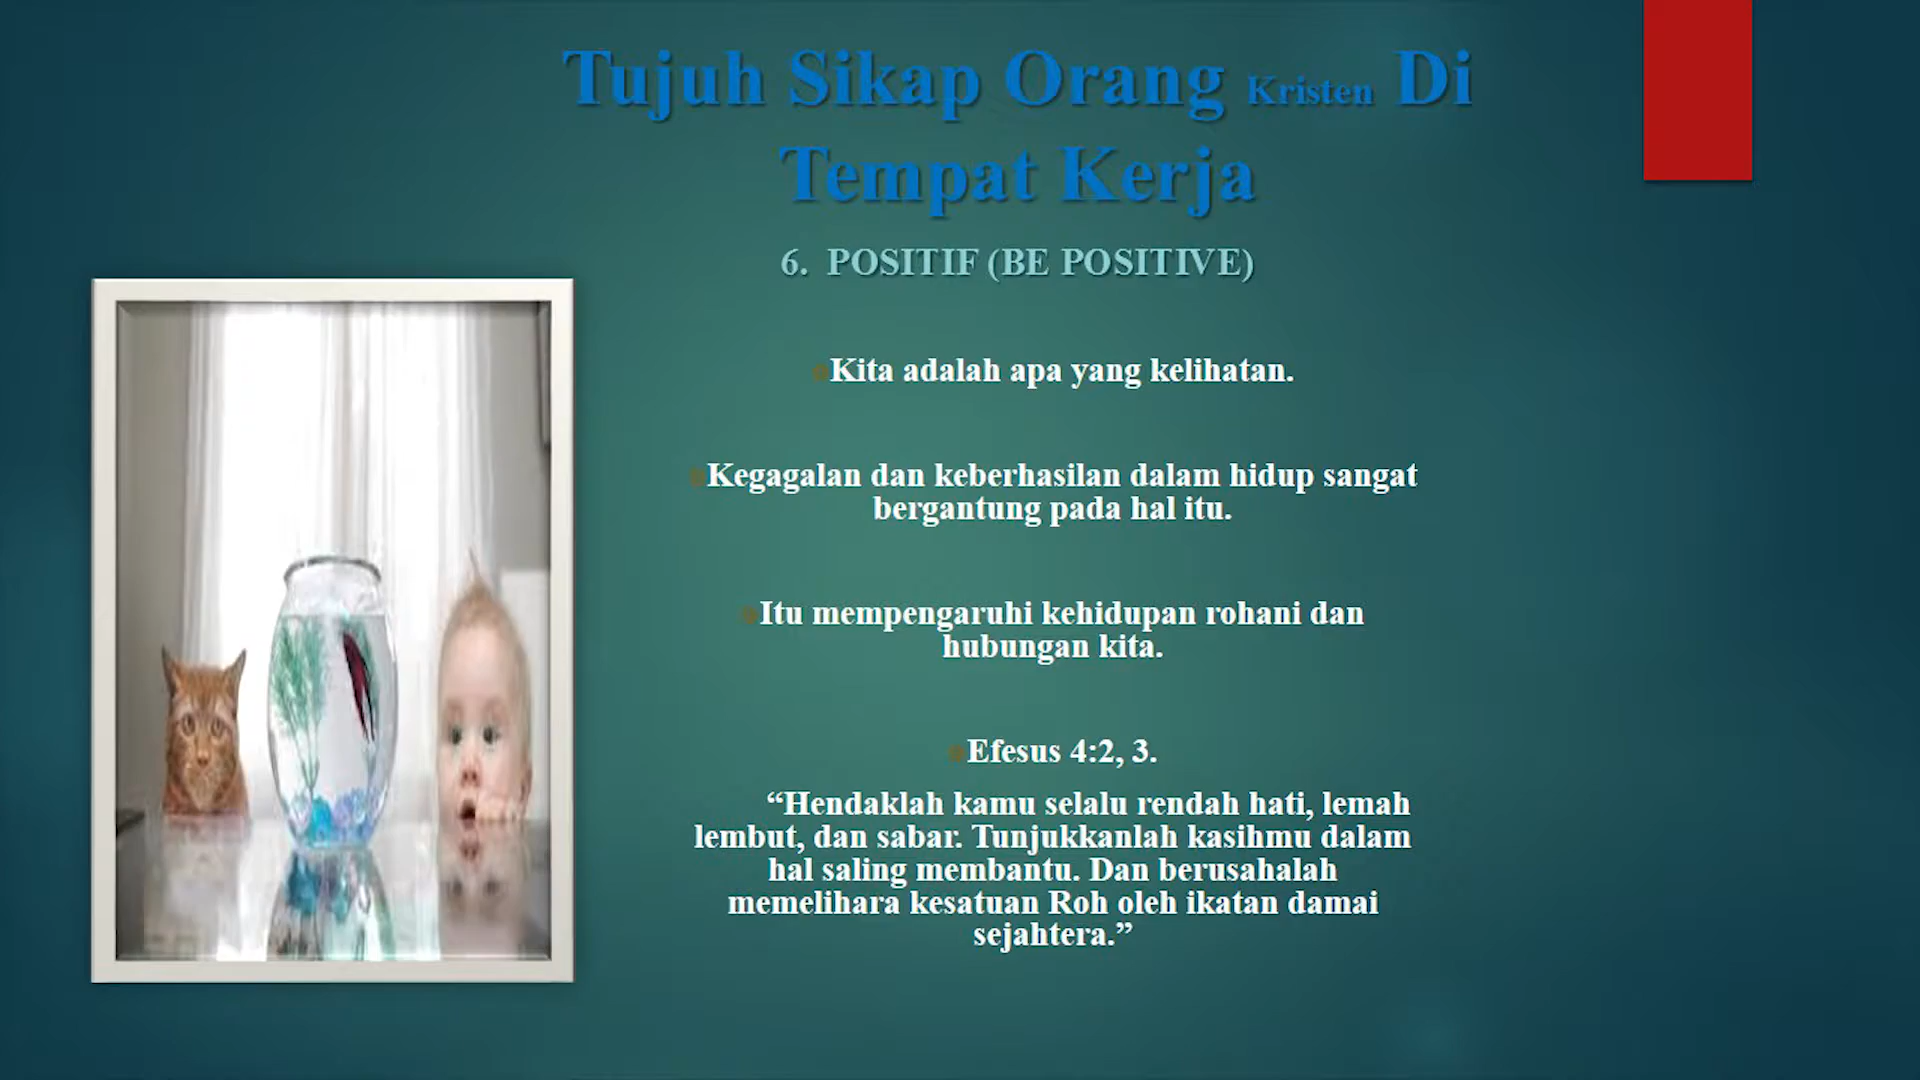 Tujuh Sikap Orang Kristen Di
Tempat Kerja
6. POSITIF (BE POSITIVE)
Kita adalah apa yang kelihatan.
Kegagalan dan keberhasilan dalam hidup sangat
bergantung pada hal itu.
Itu mempengaruhi kehidupan rohani dan
hubungan kita.
Efesus 4:2, 3.
“Hendaklah kamu selalu rendah hati, lemah
lembut, dan sabar. Tunjukkanlah kasihmu dalam
hal saling membantu. Dan berusahalah
memelihara kesatuan Roh oleh ikatan damai
sejahtera.”